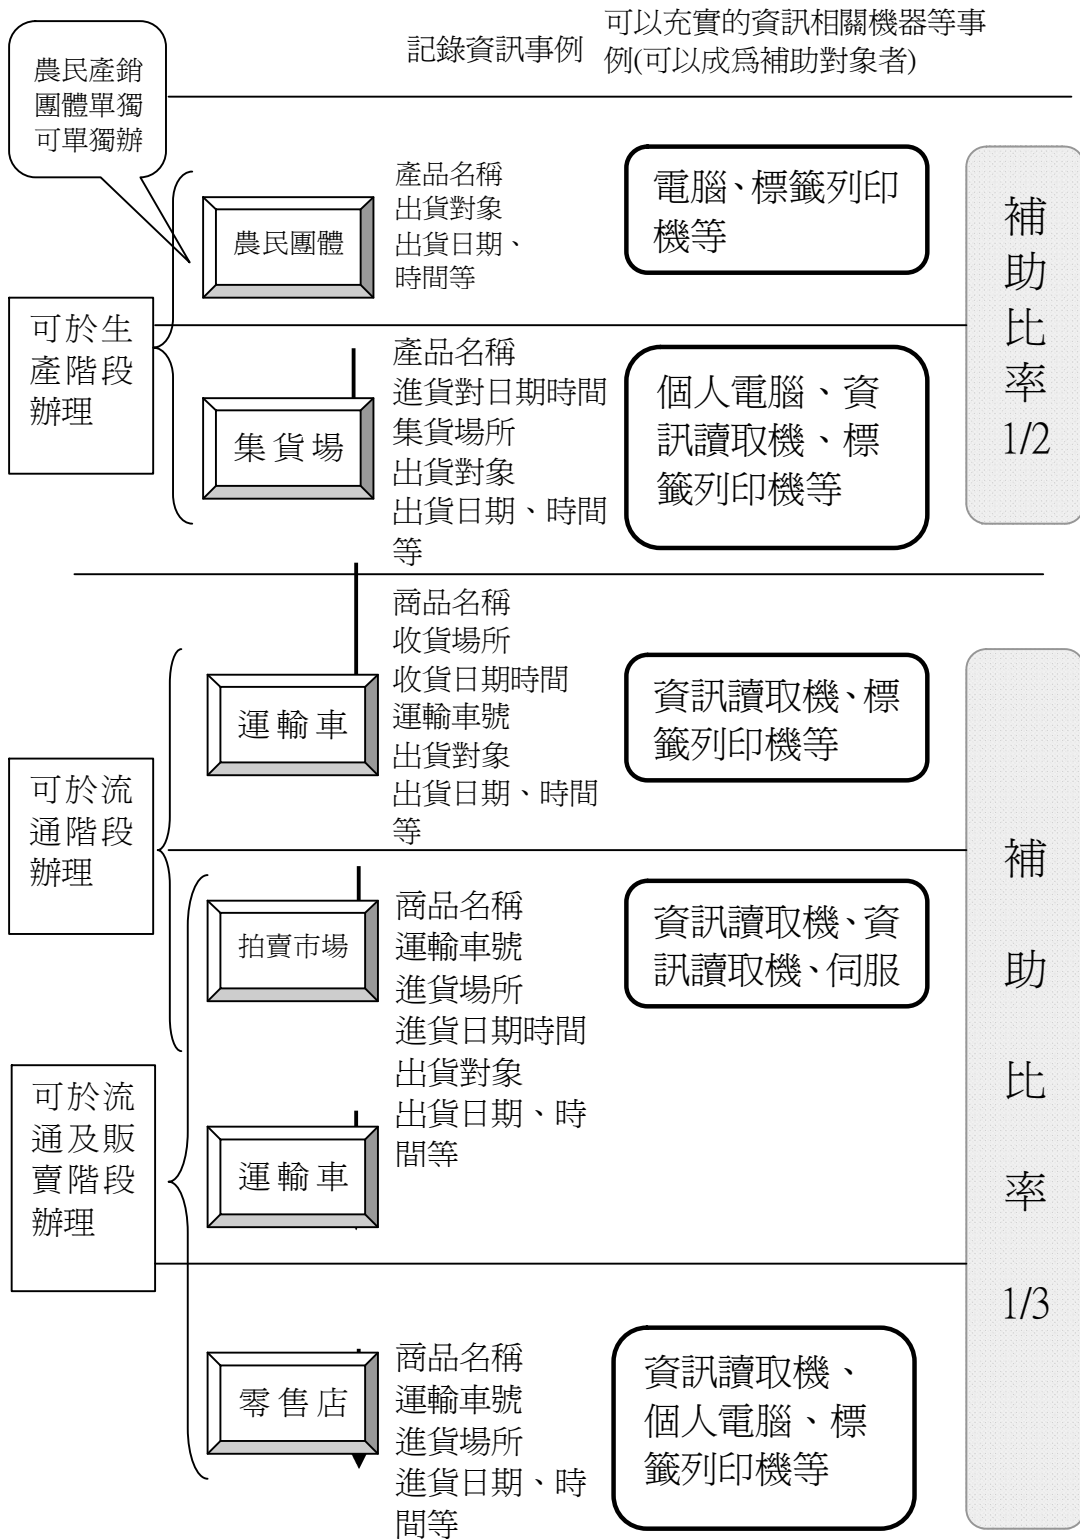 記錄資訊事例
可以充實的資訊相關機器等事
例(可以成爲補助對象者)
農民產銷
團體單獨
可單獨辦
農民團體
產品名稱
出貨對象
出貨日期、
時間等
電腦、標籤列印
機等
補
助
比
率
1/2
可於生
產階段
辦理
集貨場
產品名稱
進貨對日期時間
集貨場所
出貨對象
出貨日期、時間
等
個人電腦、資
訊讀取機、標
籤列印機等
運輸車
商品名稱
收貨場所
收貨日期時間
運輸車號
出貨對象
出貨日期、時間
等
資訊讀取機、標
籤列印機等
可於流
通階段
辦理
拍賣市場
商品名稱
運輸車號
進貨場所
進貨日期時間
出貨對象
出貨日期、時
間等
資訊讀取機、資
訊讀取機、伺服
補
助
比
率
1/3
可於流
通及販
賣階段
辦理
運輸車
零售店
商品名稱
運輸車號
進貨場所
進貨日期、時
間等
資訊讀取機、
個人電腦、標
籤列印機等